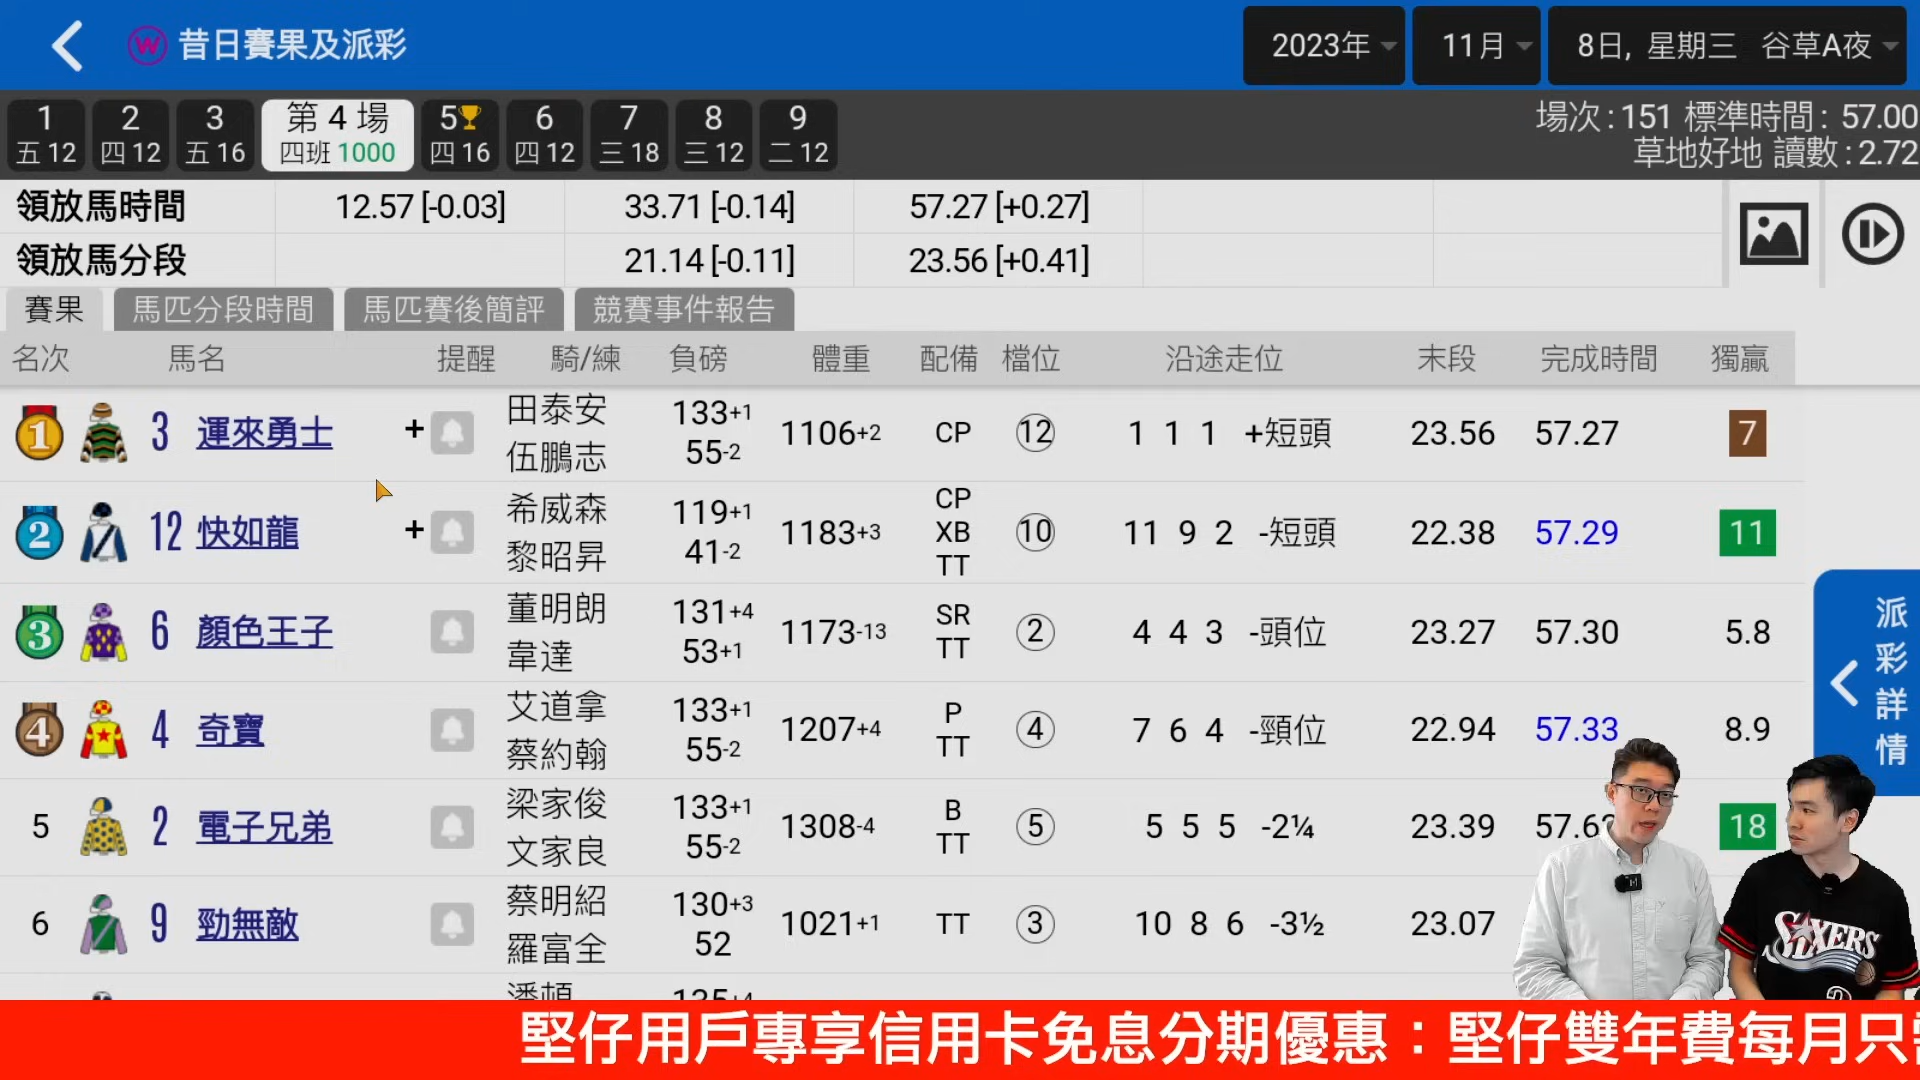 W 昔日賽果及派彩
2023年
11月
8日, 星期三 谷草A夜
1
五 12
2
四 12
3
五 16
第 4 場
四班 1000
5
四 16
6
四 12
7
三 18
8
三 12
9
二 12
場次 : 151 標準時間 : 57.00
草地好地 讀數 : 2.72
領放馬時間 12.57 [-0.03] 33.71 [-0.14] 57.27 [+0.27]
領放馬分段 21.14 [-0.11] 23.56 [+0.41]
賽果 馬匹分段時間 馬匹賽後簡評 競賽事件報告
名次 馬名 提醒 騎/練 負磅 體重 配備 檔位 沿途走位 末段 完成時間 獨贏
1 3 運來勇士 + 田泰安 133+1 1106+2 CP 12 1 1 1 +短頭 23.56 57.27 7
伍鵬志 55-2
2 12 快如龍 + 希威森 119+1 1183+3 CP 10 11 9 2 -短頭 22.38 57.29 11
黎昭昇 41-2 XB
TT
3 6 顏色王子 董明朗 131+4 1173-13 SR 2 4 4 3 -頭位 23.27 57.30 5.8
韋達 53+1 TT
4 4 奇寶 艾道拿 133+1 1207+4 P 4 7 6 4 -頸位 22.94 57.33 8.9
蔡約翰 55-2 TT
5 2 電子兄弟 梁家俊 133+1 1308-4 B 5 5 5 5 -2¼ 23.39 57.6 18
文家良 55-2 TT
6 9 勁無敵 蔡明紹 130+3 1021+1 TT 3 10 8 6 -3½ 23.07
羅富全 52
潘頓 135+4
派彩詳情
SIXERS
堅仔用戶專享信用卡免息分期優惠：堅仔雙年費每月只